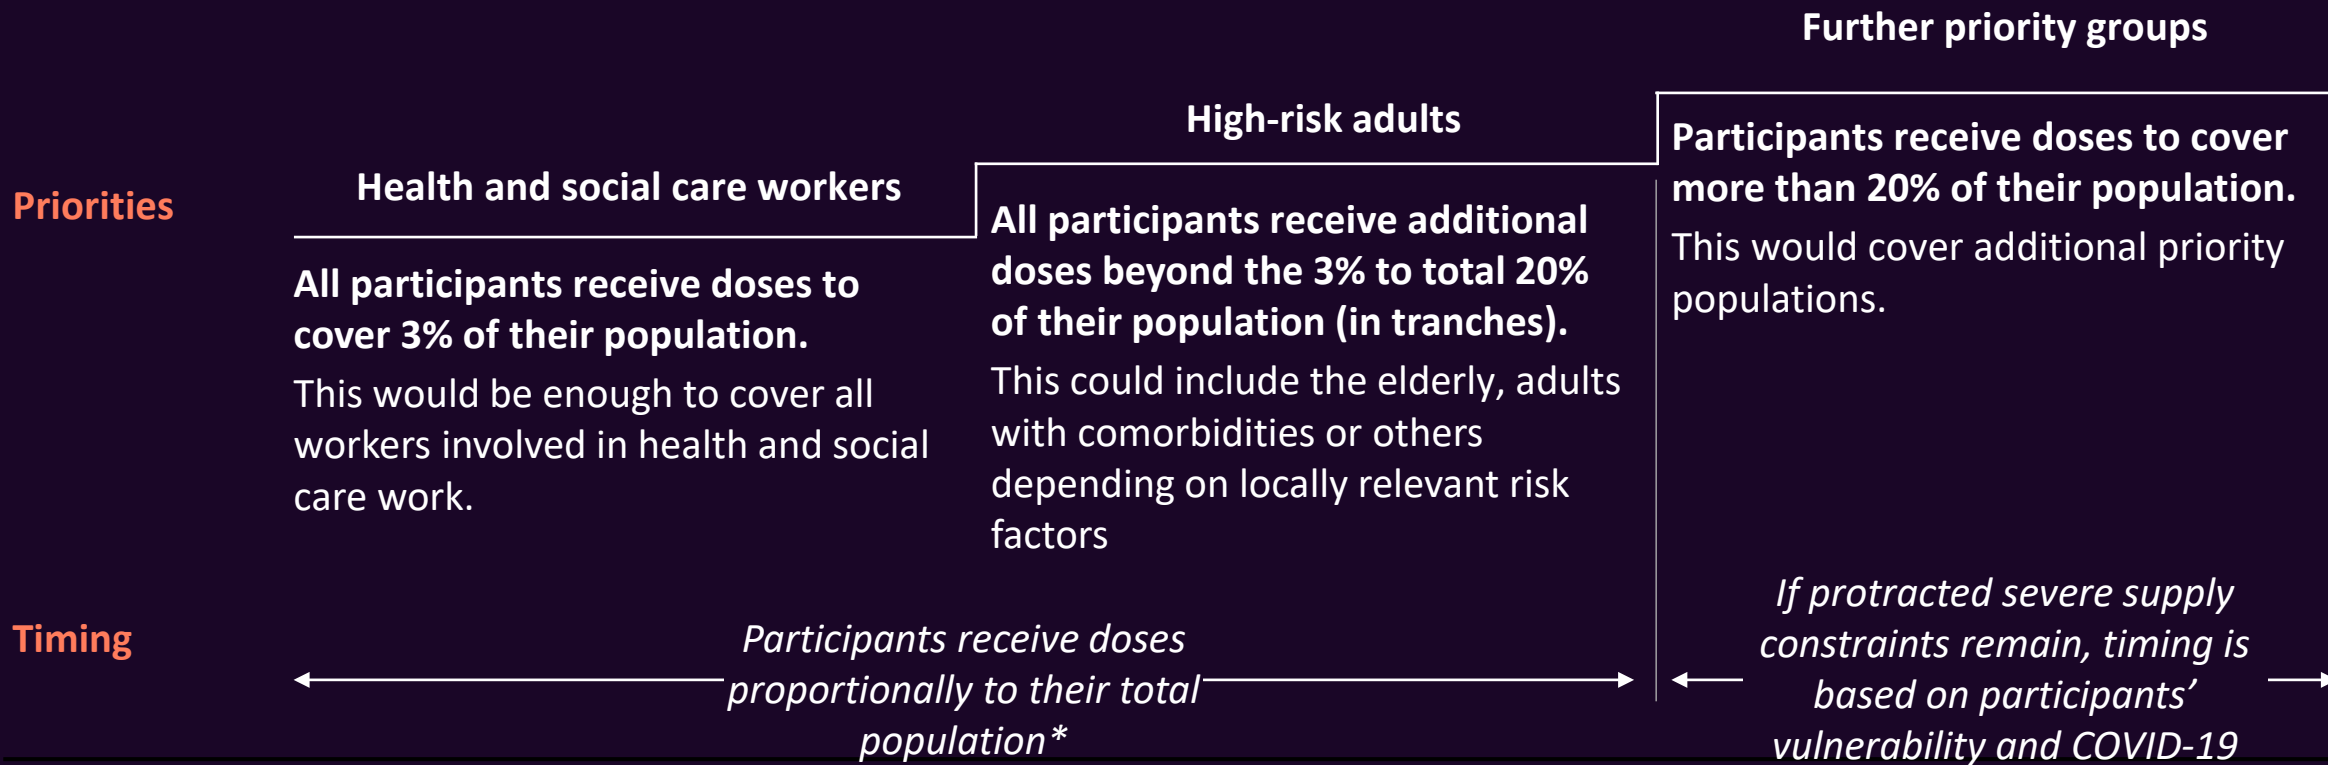 Further priority groups
High-risk adults
Health and social care workers
Priorities
All participants receive doses to
cover 3% of their population.
This would be enough to cover all
workers involved in health and social
care work.
All participants receive additional
doses beyond the 3% to total 20%
of their population (in tranches).
This could include the elderly, adults
with comorbidities or others
depending on locally relevant risk
factors
Participants receive doses to cover
more than 20% of their population.
This would cover additional priority
populations.
Timing
Participants receive doses
proportionally to their total
population*
If protracted severe supply
constraints remain, timing is
based on participants’
vulnerability and COVID-19